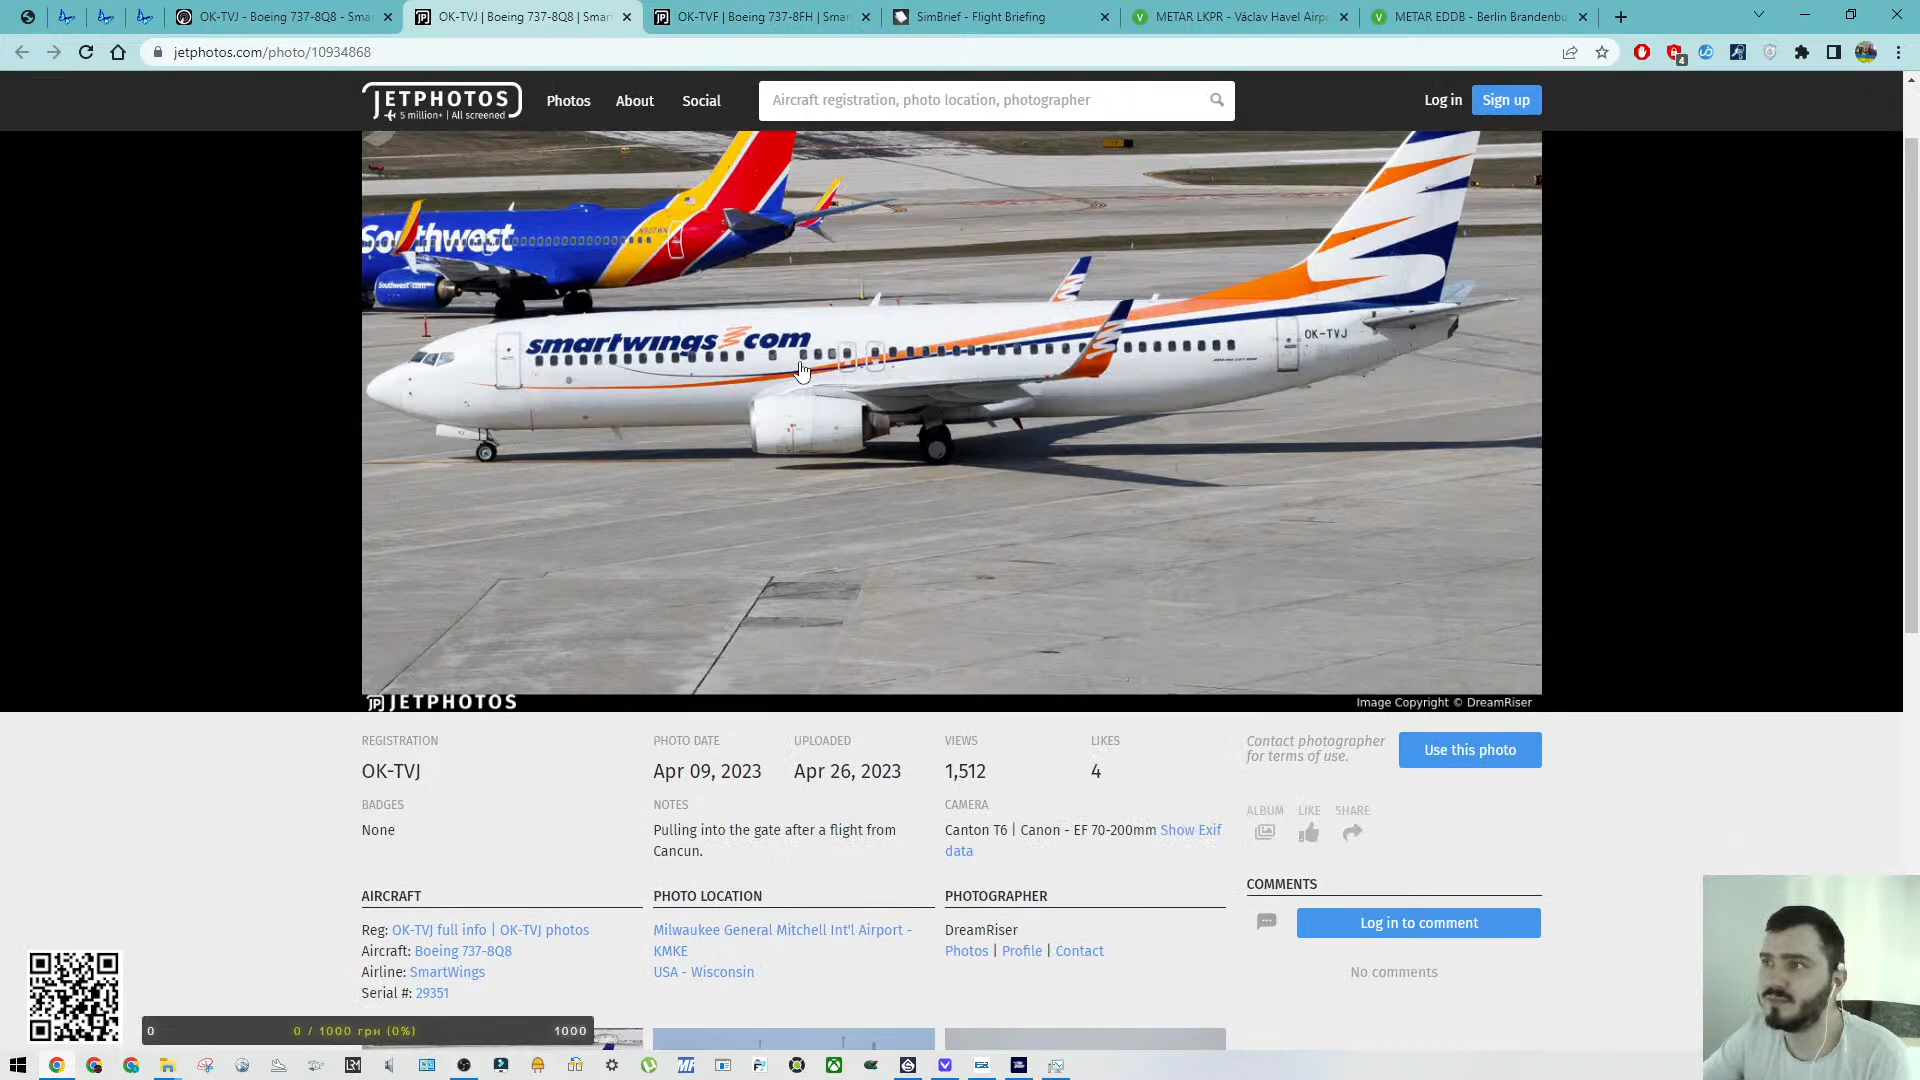 OK-TVJ - Boeing 737-8Q8 - Smar
OK-TVJ | Boeing 737-8Q8 | Smar
OK-TVF | Boeing 737-8FH | Smar
SimBrief - Flight Briefing
METAR LKPR - Václav Havel Airpo
METAR EDDB - Berlin Brandenbu
jetphotos.com/photo/10934868
4
JETPHOTOS
5 million+ | All screened
Photos
About
Social
Aircraft registration, photo location, photographer
Log in
Sign up
Southwest
N907WN
Southwest.com
smartwings com
OK-TVJ
JP JETPHOTOS
Image Copyright © DreamRiser
REGISTRATION
OK-TVJ
PHOTO DATE
Apr 09, 2023
UPLOADED
Apr 26, 2023
VIEWS
1,512
LIKES
4
Contact photographer
for terms of use.
Use this photo
BADGES
None
NOTES
Pulling into the gate after a flight from
Cancun.
CAMERA
Canton T6 | Canon - EF 70-200mm Show Exif
data
ALBUM
LIKE
SHARE
AIRCRAFT
Reg: OK-TVJ full info | OK-TVJ photos
Aircraft: Boeing 737-8Q8
Airline: SmartWings
Serial #: 29351
PHOTO LOCATION
Milwaukee General Mitchell Int'l Airport -
KMKE
USA - Wisconsin
PHOTOGRAPHER
DreamRiser
Photos | Profile | Contact
COMMENTS
Log in to comment
No comments
0
0 / 1000 грн (0%)
1000